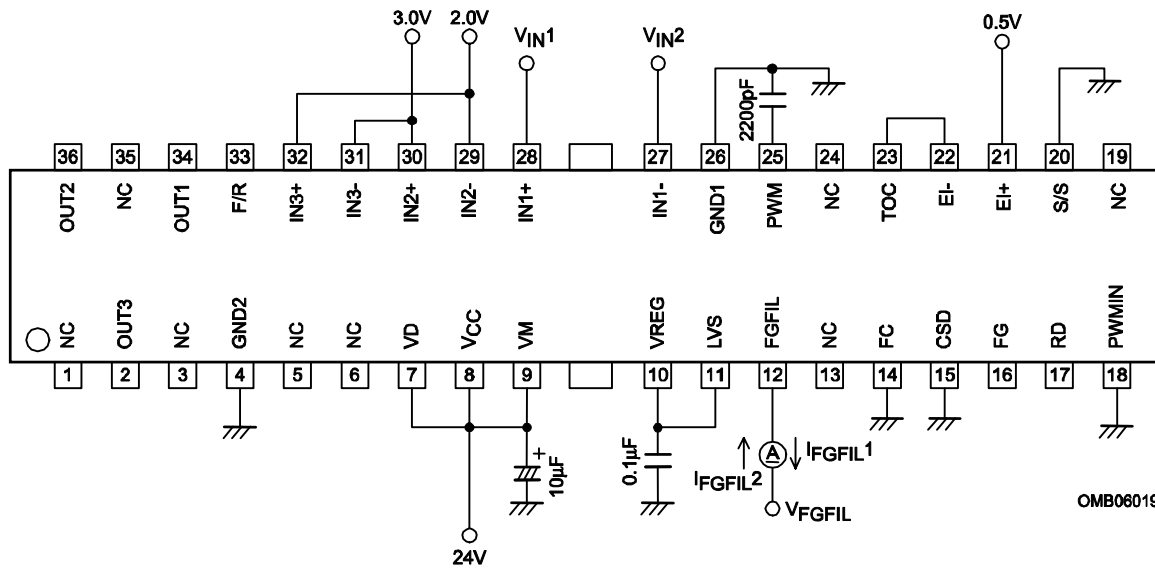 3.0V 2.0V
VIN1 VIN2 0.5V
2200pF
36 35 34 33 32 31 30 29 28 27 26 25 24 23 22 21 20 19
OUT2 NC OUT1 F/R IN3+ IN3- IN2+ IN2- IN1+ IN1- GND1 PWM NC TOC EI- EI+ S/S NC
NC OUT3 NC GND2 NC NC VD VCC VM VREG LVS FGFIL NC FC CSD FG RD PWMIN
1 2 3 4 5 6 7 8 9 10 11 12 13 14 15 16 17 18
+
10µF
0.1µF
A
IFGFIL1
IFGFIL2
VFGFIL
OMB06019
24V